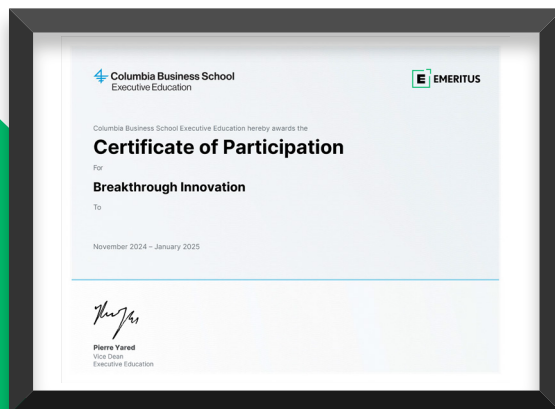 Columbia Business School
Executive Education
E EMERITUS
Columbia Business School Executive Education hereby awards the
Certificate of Participation
For
Breakthrough Innovation
To
November 2024 – January 2025
Pierre Yared
Vice Dean
Executive Education